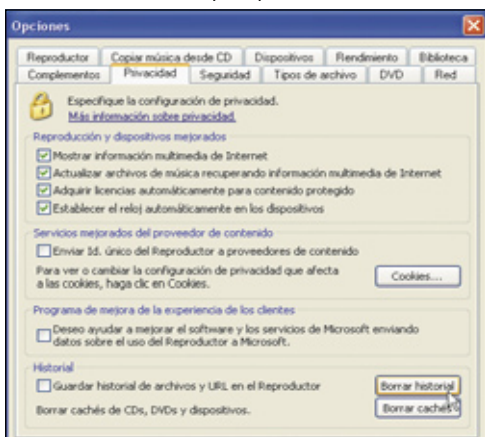 Opciones
Reproductor Copiar música desde CD Dispositivos Rendimiento Biblioteca
Complementos Privacidad Seguridad Tipos de archivo DVD Red
Especifique la configuración de privacidad.
Más información sobre privacidad.
Reproducción y dispositivos mejorados
Mostrar información multimedia de Internet
Actualizar archivos de música recuperando información multimedia de Internet
Adquirir licencias automáticamente para contenido protegido
Establecer el reloj automáticamente en los dispositivos
Servicios mejorados del proveedor de contenido
Enviar Id. único del Reproductor a proveedores de contenido
Para ver o cambiar la configuración de privacidad que afecta
a las cookies, haga clic en Cookies.
Cookies....
Programa de mejora de la experiencia de los clientes
Deseo ayudar a mejorar el software y los servicios de Microsoft enviando
datos sobre el uso del Reproductor a Microsoft.
Historial
Guardar historial de archivos y URL en el Reproductor Borrar historial
Borrar cachés de CDs, DVDs y dispositivos. Borrar cachés